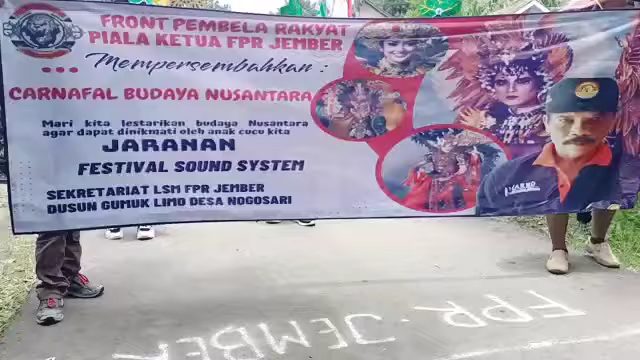 FRONT PEMBELA RAKYAT
PIALA KETUA FPR JEMBER
••• Mempersembahkan :
CARNAFAL BUDAYA NUSANTARA
Mari kita lestarikan budaya Nusantara
agar dapat dinikmati oleh anak cucu kita
JARANAN
FESTIVAL SOUND SYSTEM
SEKRETARIAT LSM FPR JEMBER
DUSUN GUMUK LIMO DESA NOGOSARI
FPR - JEMBER